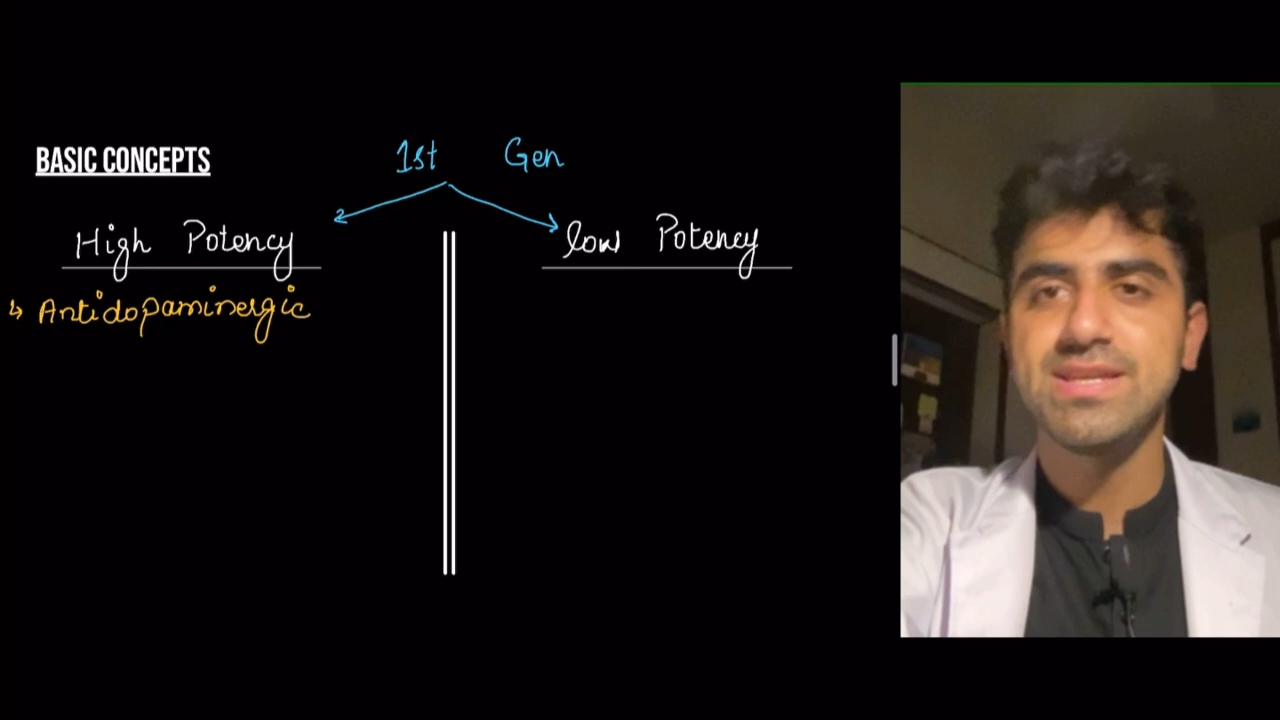 BASIC CONCEPTS
1st Gen
High Potency
low Potency
↳ Antidopaminergic